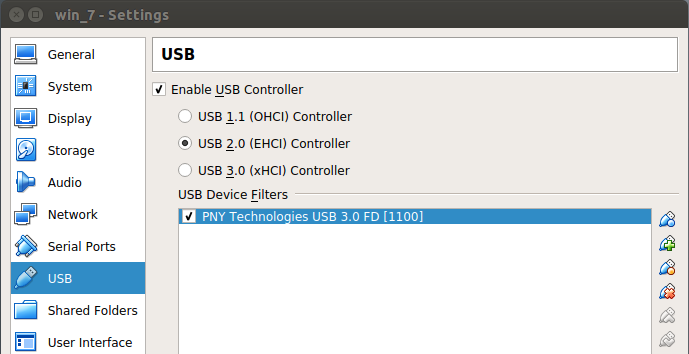 win_7 - Settings
General
System
Display
Storage
Audio
Network
Serial Ports
USB
Shared Folders
User Interface
USB
Enable USB Controller
USB 1.1 (OHCI) Controller
USB 2.0 (EHCI) Controller
USB 3.0 (xHCI) Controller
USB Device Filters
PNY Technologies USB 3.0 FD [1100]